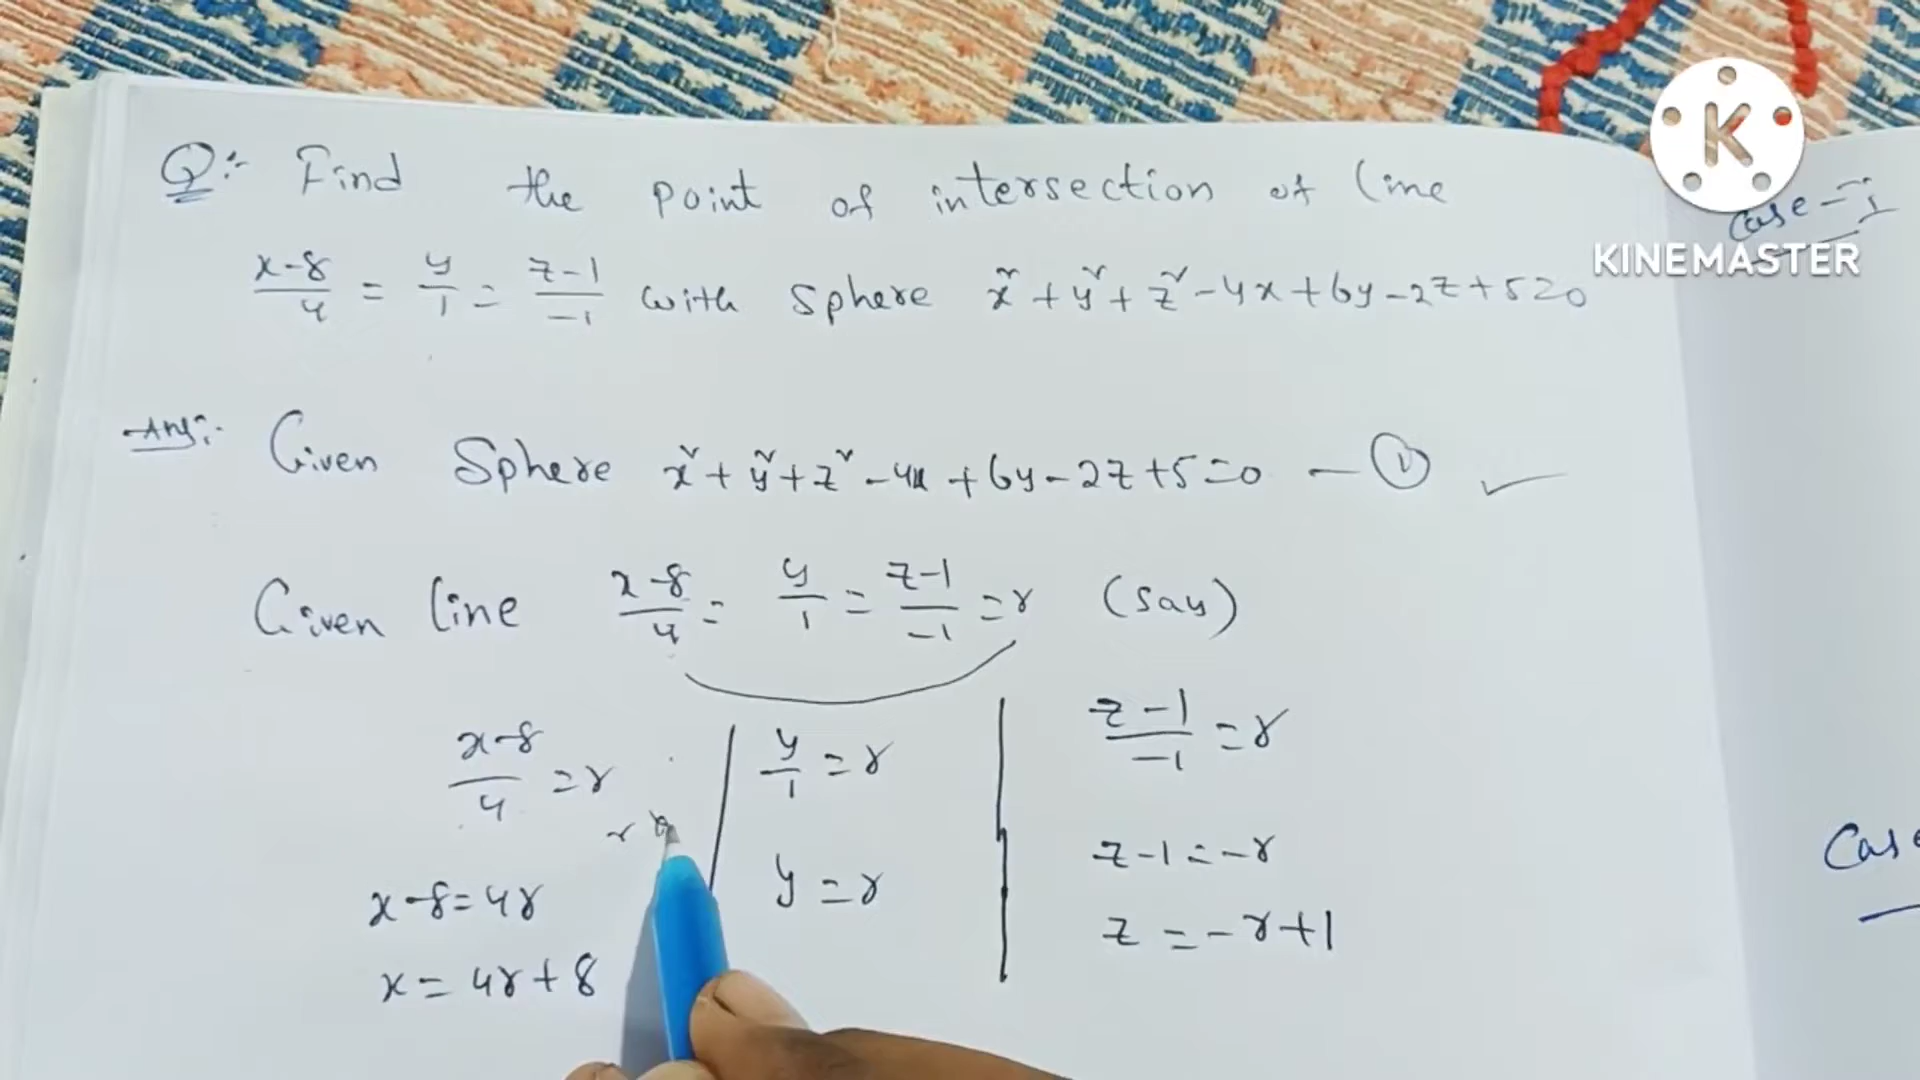 Q:- Find the point of intersection of line
x-8/4 = y/1 = z-1/-1 with sphere x² + y² + z² - 4x + 6y - 2z + 5 = 0
Ans:- Given Sphere x² + y² + z² - 4x + 6y - 2z + 5 = 0 — ①
Given line x-8/4 = y/1 = z-1/-1 = r (say)
x-8/4 = r
x-8 = 4r
x = 4r + 8
y/1 = r
y = r
z-1/-1 = r
z-1 = -r
z = -r+1
Case-I
K
KINEMASTER
Cas